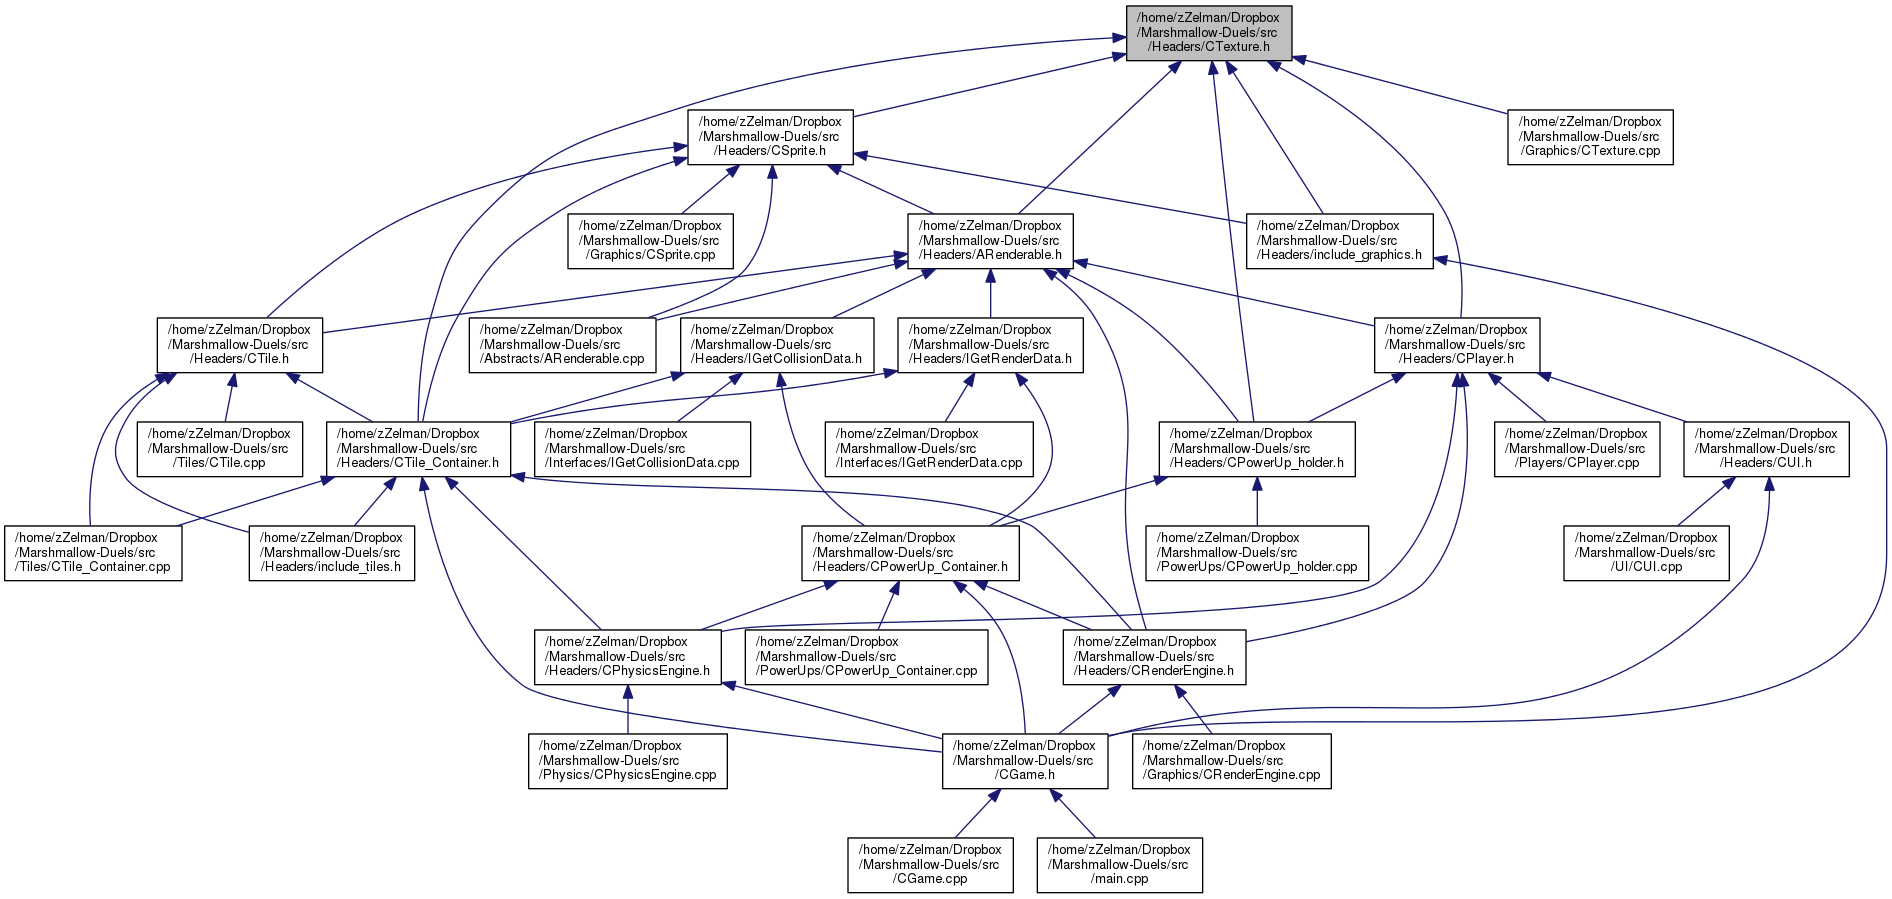 /home/zZelman/Dropbox
/Marshmallow-Duels/src
/Headers/CTexture.h
/home/zZelman/Dropbox
/Marshmallow-Duels/src
/Headers/CSprite.h
/home/zZelman/Dropbox
/Marshmallow-Duels/src
/Graphics/CTexture.cpp
/home/zZelman/Dropbox
/Marshmallow-Duels/src
/Graphics/CSprite.cpp
/home/zZelman/Dropbox
/Marshmallow-Duels/src
/Headers/ARenderable.h
/home/zZelman/Dropbox
/Marshmallow-Duels/src
/Headers/include_graphics.h
/home/zZelman/Dropbox
/Marshmallow-Duels/src
/Headers/CTile.h
/home/zZelman/Dropbox
/Marshmallow-Duels/src
/Abstracts/ARenderable.cpp
/home/zZelman/Dropbox
/Marshmallow-Duels/src
/Headers/IGetCollisionData.h
/home/zZelman/Dropbox
/Marshmallow-Duels/src
/Headers/IGetRenderData.h
/home/zZelman/Dropbox
/Marshmallow-Duels/src
/Headers/CPlayer.h
/home/zZelman/Dropbox
/Marshmallow-Duels/src
/Tiles/CTile.cpp
/home/zZelman/Dropbox
/Marshmallow-Duels/src
/Headers/CTile_Container.h
/home/zZelman/Dropbox
/Marshmallow-Duels/src
/Interfaces/IGetCollisionData.cpp
/home/zZelman/Dropbox
/Marshmallow-Duels/src
/Interfaces/IGetRenderData.cpp
/home/zZelman/Dropbox
/Marshmallow-Duels/src
/Headers/CPowerUp_holder.h
/home/zZelman/Dropbox
/Marshmallow-Duels/src
/Players/CPlayer.cpp
/home/zZelman/Dropbox
/Marshmallow-Duels/src
/Headers/CUI.h
/home/zZelman/Dropbox
/Marshmallow-Duels/src
/Tiles/CTile_Container.cpp
/home/zZelman/Dropbox
/Marshmallow-Duels/src
/Headers/include_tiles.h
/home/zZelman/Dropbox
/Marshmallow-Duels/src
/Headers/CPowerUp_Container.h
/home/zZelman/Dropbox
/Marshmallow-Duels/src
/PowerUps/CPowerUp_holder.cpp
/home/zZelman/Dropbox
/Marshmallow-Duels/src
/UI/CUI.cpp
/home/zZelman/Dropbox
/Marshmallow-Duels/src
/Headers/CPhysicsEngine.h
/home/zZelman/Dropbox
/Marshmallow-Duels/src
/PowerUps/CPowerUp_Container.cpp
/home/zZelman/Dropbox
/Marshmallow-Duels/src
/Headers/CRenderEngine.h
/home/zZelman/Dropbox
/Marshmallow-Duels/src
/Physics/CPhysicsEngine.cpp
/home/zZelman/Dropbox
/Marshmallow-Duels/src
/CGame.h
/home/zZelman/Dropbox
/Marshmallow-Duels/src
/Graphics/CRenderEngine.cpp
/home/zZelman/Dropbox
/Marshmallow-Duels/src
/CGame.cpp
/home/zZelman/Dropbox
/Marshmallow-Duels/src
/main.cpp